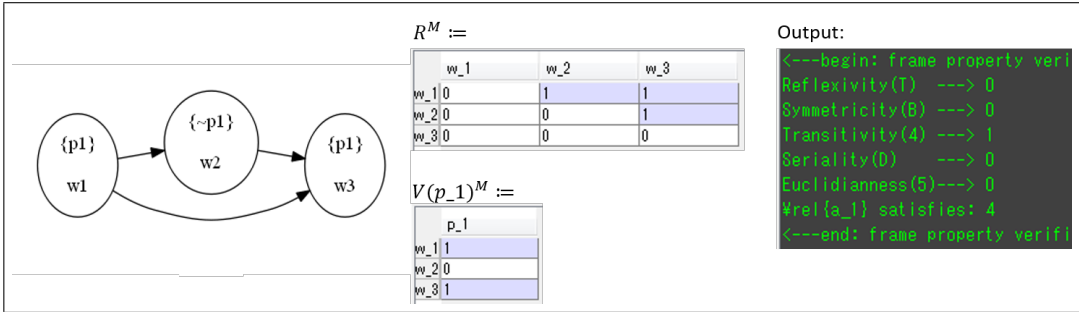 {p1}
w1
{~p1}
w2
{p1}
w3
R^M :=
w_1 w_2 w_3
w_1 0 1 1
w_2 0 0 1
w_3 0 0 0
V(p_1)^M :=
p_1
w_1 1
w_2 0
w_3 1
Output:
<---begin: frame property veri
Reflexivity(T) ---> 0
Symmetricity(B) ---> 0
Transitivity(4) ---> 1
Seriality(D) ---> 0
Euclidianness(5)---> 0
¥rel{a_1} satisfies: 4
<---end: frame property verifi